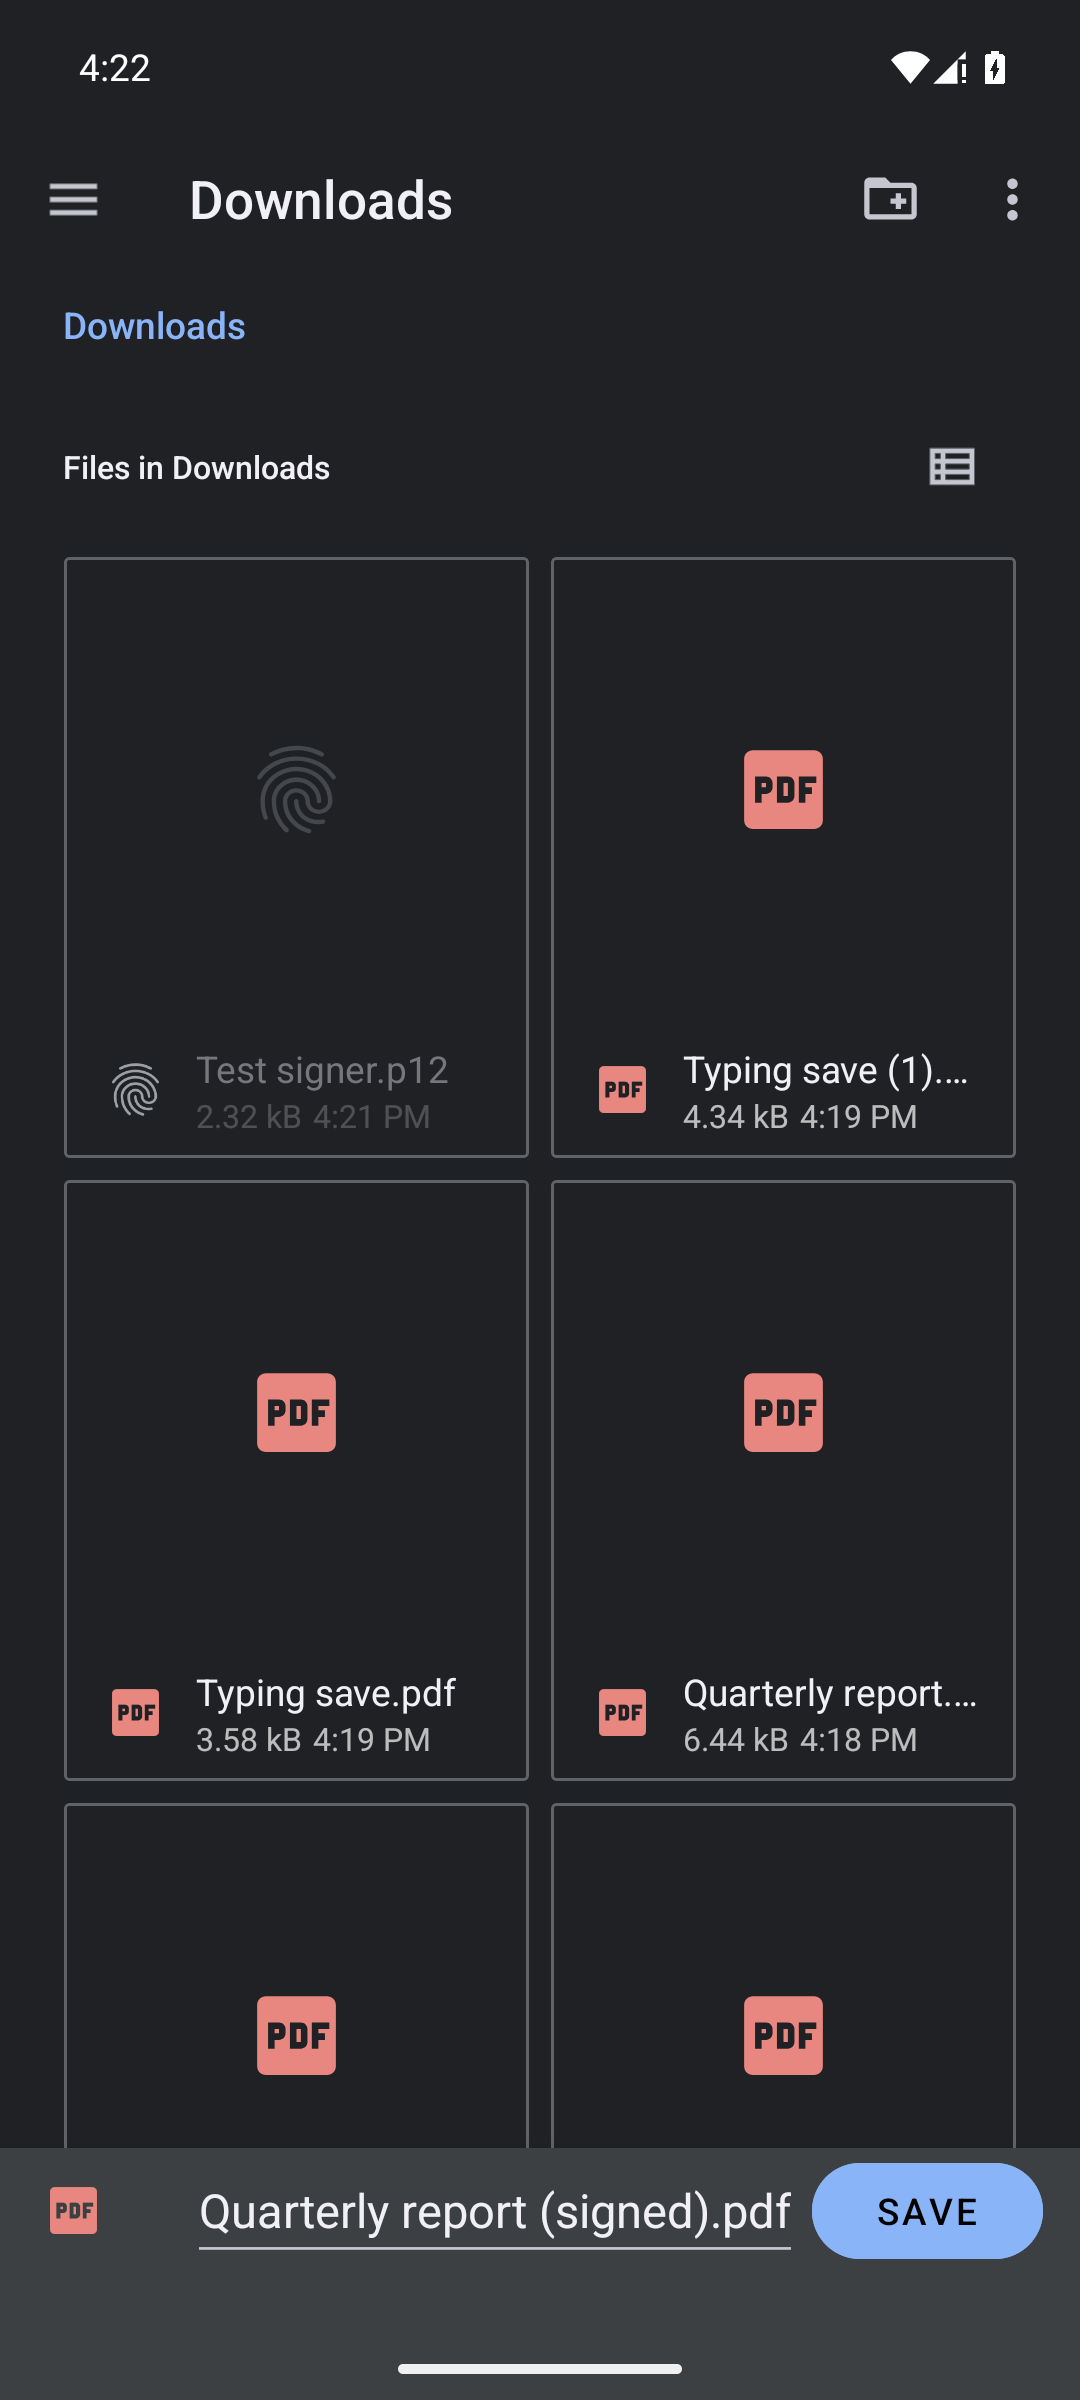 4:22
Downloads
Downloads
Files in Downloads
PDF
Test signer.p12
2.32 kB 4:21 PM
PDF
Typing save (1)....
4.34 kB 4:19 PM
PDF
PDF
PDF
Typing save.pdf
3.58 kB 4:19 PM
PDF
Quarterly report....
6.44 kB 4:18 PM
PDF
PDF
PDF
Quarterly report (signed).pdf
SAVE